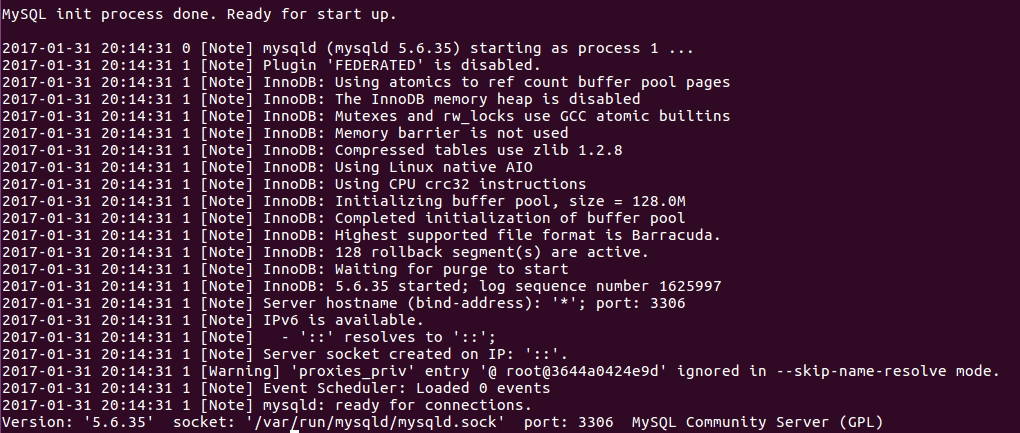 MySQL init process done. Ready for start up.
2017-01-31 20:14:31 0 [Note] mysqld (mysqld 5.6.35) starting as process 1 ...
2017-01-31 20:14:31 1 [Note] Plugin 'FEDERATED' is disabled.
2017-01-31 20:14:31 1 [Note] InnoDB: Using atomics to ref count buffer pool pages
2017-01-31 20:14:31 1 [Note] InnoDB: The InnoDB memory heap is disabled
2017-01-31 20:14:31 1 [Note] InnoDB: Mutexes and rw_locks use GCC atomic builtins
2017-01-31 20:14:31 1 [Note] InnoDB: Memory barrier is not used
2017-01-31 20:14:31 1 [Note] InnoDB: Compressed tables use zlib 1.2.8
2017-01-31 20:14:31 1 [Note] InnoDB: Using Linux native AIO
2017-01-31 20:14:31 1 [Note] InnoDB: Using CPU crc32 instructions
2017-01-31 20:14:31 1 [Note] InnoDB: Initializing buffer pool, size = 128.0M
2017-01-31 20:14:31 1 [Note] InnoDB: Completed initialization of buffer pool
2017-01-31 20:14:31 1 [Note] InnoDB: Highest supported file format is Barracuda.
2017-01-31 20:14:31 1 [Note] InnoDB: 128 rollback segment(s) are active.
2017-01-31 20:14:31 1 [Note] InnoDB: Waiting for purge to start
2017-01-31 20:14:31 1 [Note] InnoDB: 5.6.35 started; log sequence number 1625997
2017-01-31 20:14:31 1 [Note] Server hostname (bind-address): '*'; port: 3306
2017-01-31 20:14:31 1 [Note] IPv6 is available.
2017-01-31 20:14:31 1 [Note]   - '::' resolves to '::';
2017-01-31 20:14:31 1 [Note] Server socket created on IP: '::'.
2017-01-31 20:14:31 1 [Warning] 'proxies_priv' entry '@ root@3644a0424e9d' ignored in --skip-name-resolve mode.
2017-01-31 20:14:31 1 [Note] Event Scheduler: Loaded 0 events
2017-01-31 20:14:31 1 [Note] mysqld: ready for connections.
Version: '5.6.35'  socket: '/var/run/mysqld/mysqld.sock'  port: 3306  MySQL Community Server (GPL)